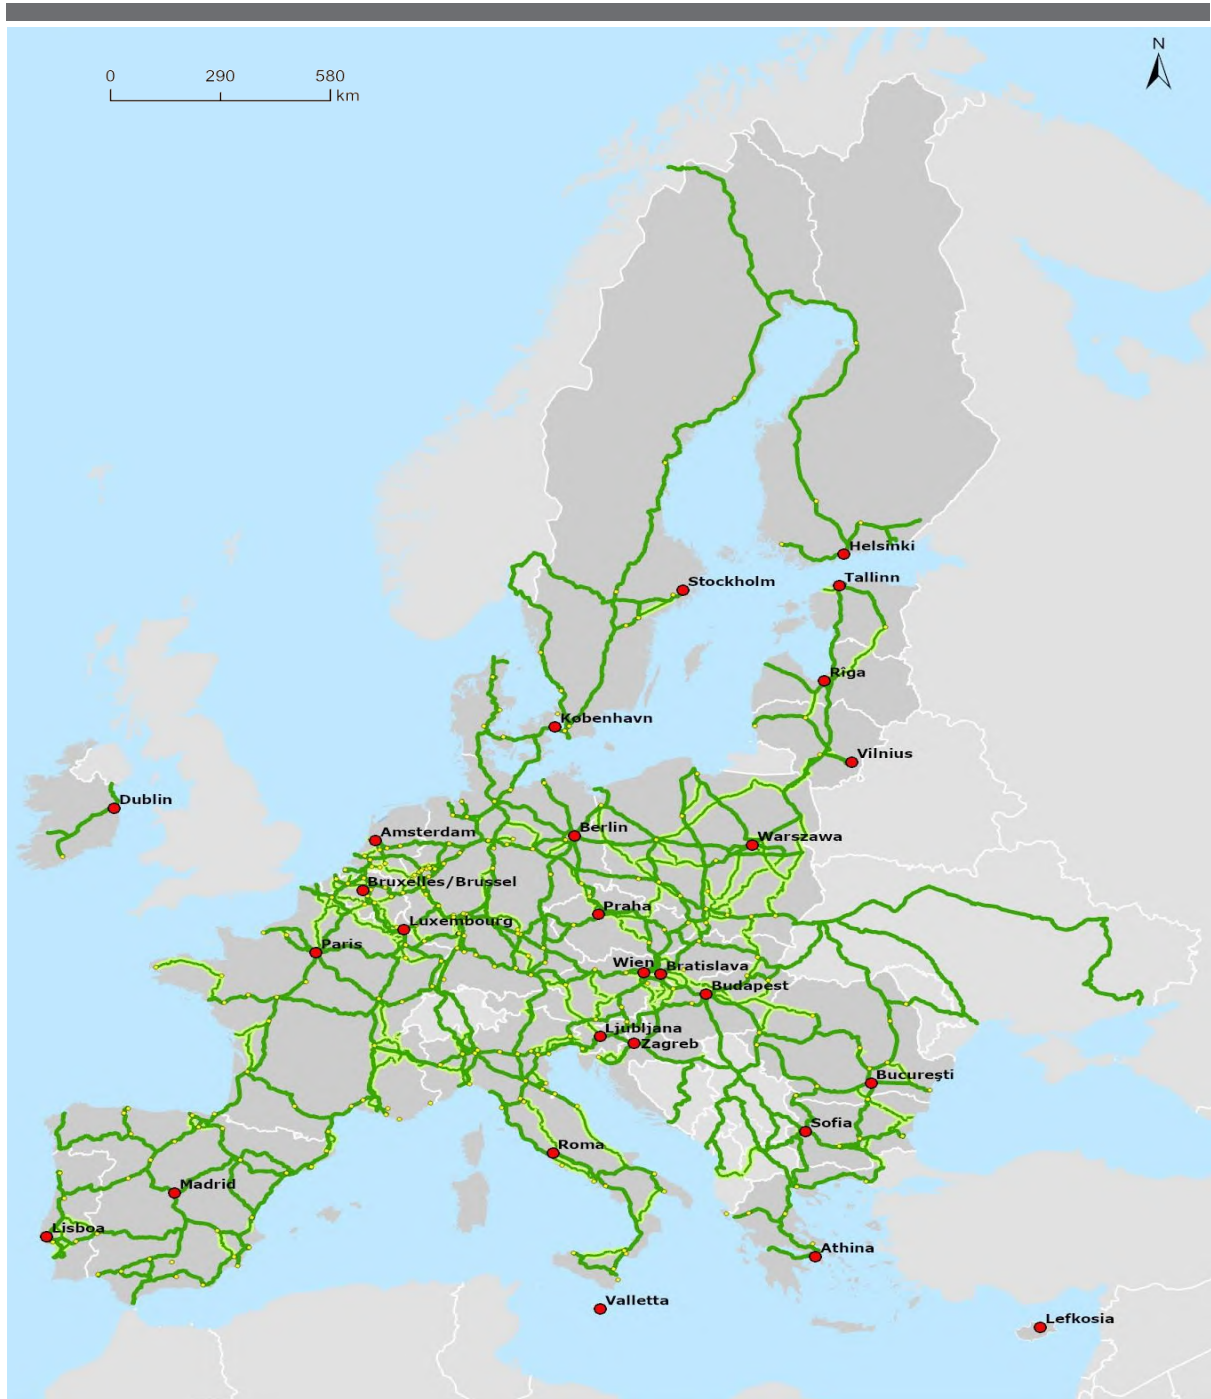 N
0 290 580
km
Helsinki
Tallinn
Stockholm
Rīga
København
Vilnius
Dublin
Berlin
Amsterdam
Warszawa
Bruxelles/Brussel
Praha
Luxembourg
Paris
Wien
Bratislava
Budapest
Ljubljana
Zagreb
Bucureşti
Sofia
Roma
Madrid
Lisboa
Athina
Valletta
Lefkosia